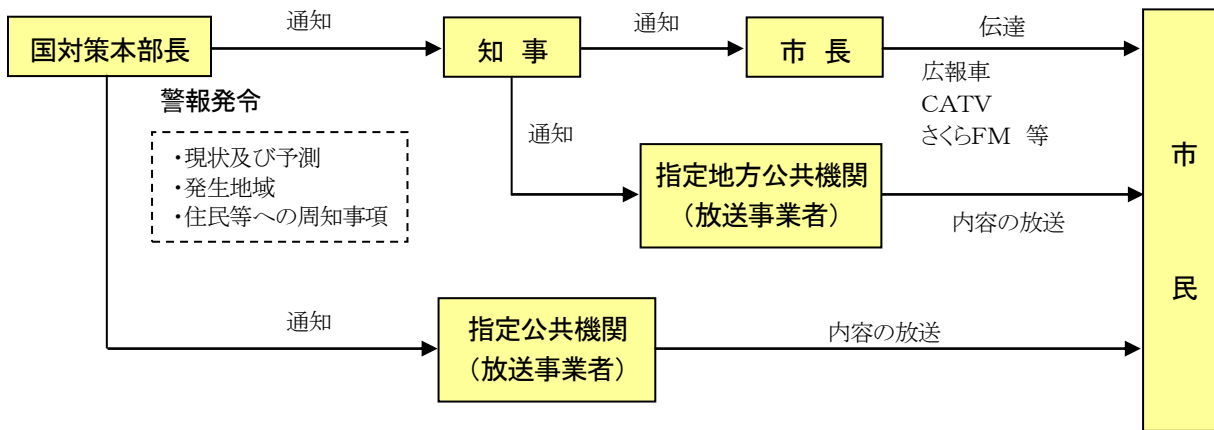 通知
通知
伝達
国対策本部長
知 事
市 長
警報発令
広報車
CATV
さくらFM 等
・現状及び予測
・発生地域
・住民等への周知事項
通知
指定地方公共機関
（放送事業者）
内容の放送
市
民
通知
指定公共機関
（放送事業者）
内容の放送